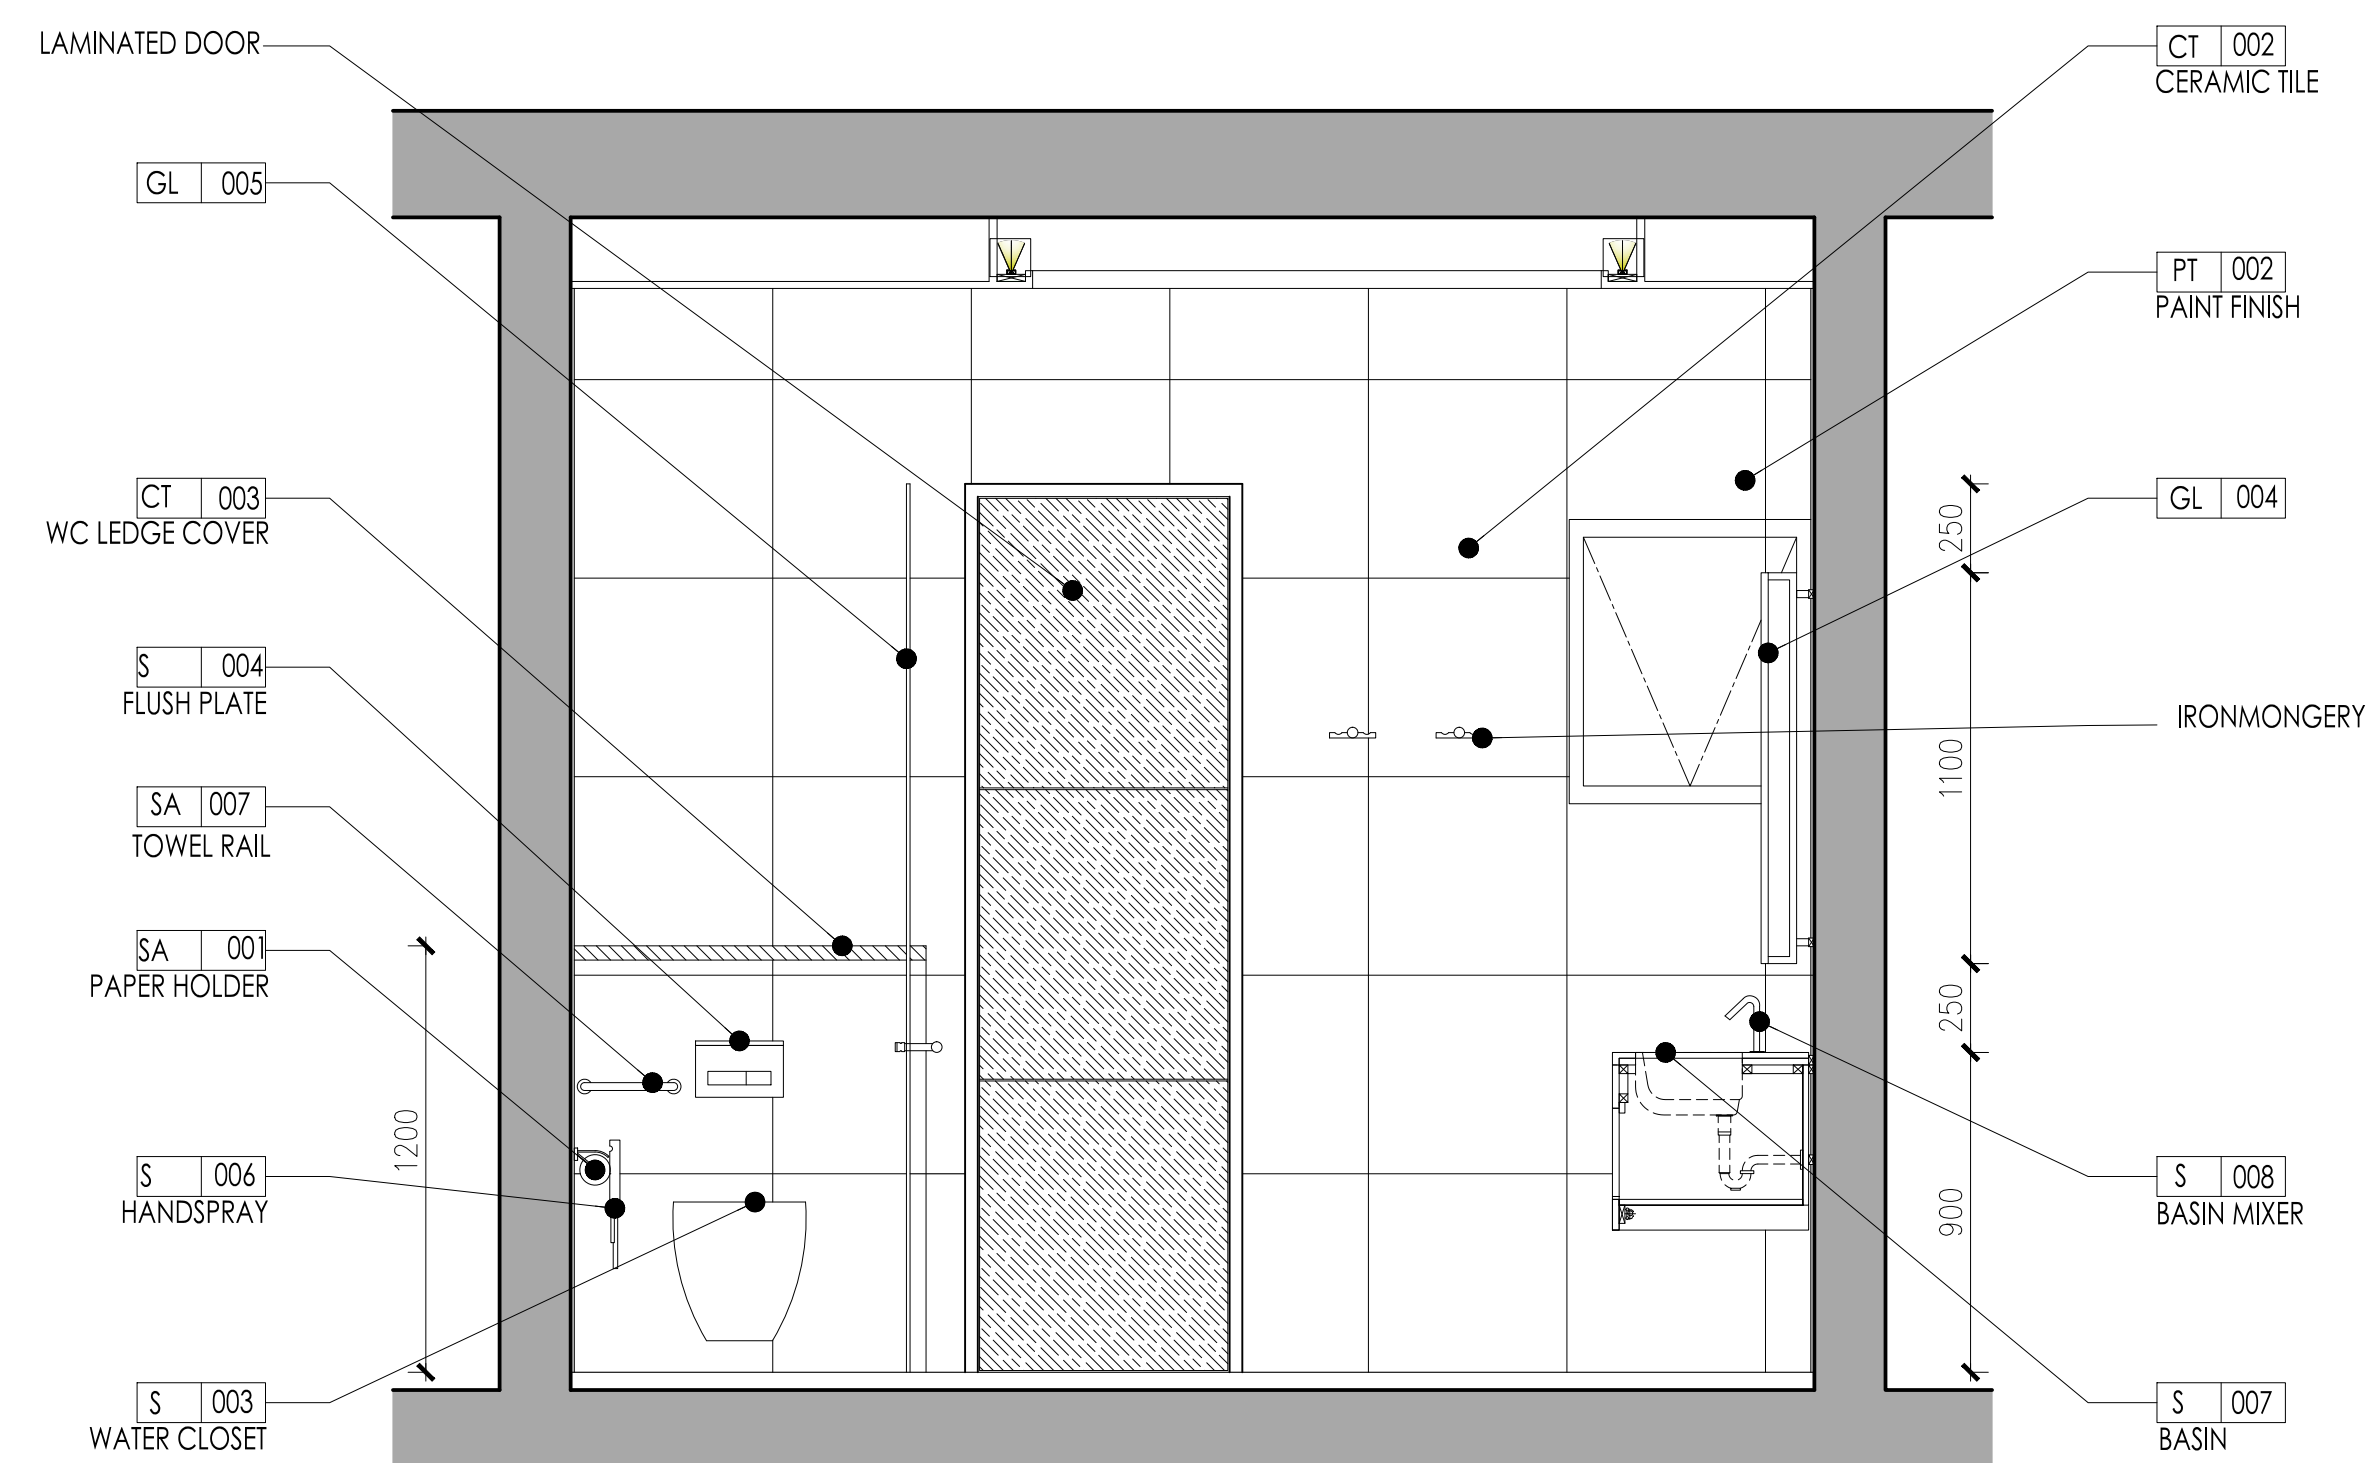 LAMINATED DOOR
GL 005
CT 003
WC LEDGE COVER
S 004
FLUSH PLATE
SA 007
TOWEL RAIL
SA 001
PAPER HOLDER
S 006
HANDSPRAY
S 003
WATER CLOSET
1200
CT 002
CERAMIC TILE
PT 002
PAINT FINISH
GL 004
IRONMONGERY
S 008
BASIN MIXER
S 007
BASIN
250
1100
250
900